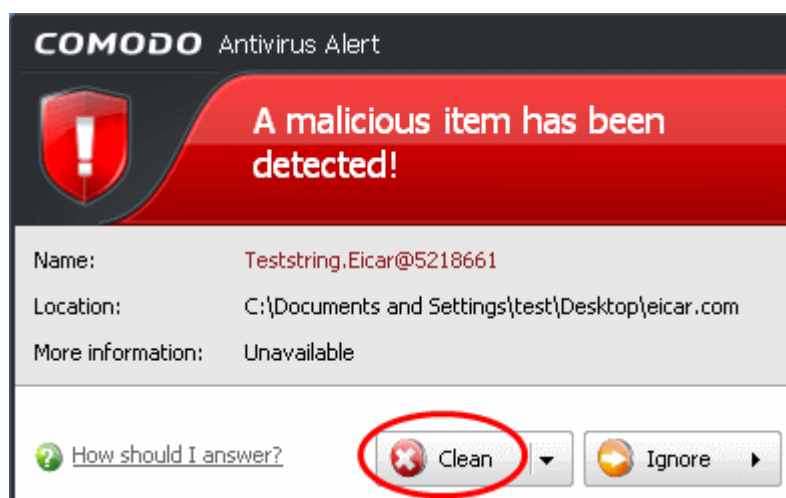 COMODO Antivirus Alert
A malicious item has been
detected!
Name: Teststring.Eicar@5218661
Location: C:\Documents and Settings\test\Desktop\eicar.com
More information: Unavailable
How should I answer? Clean Ignore